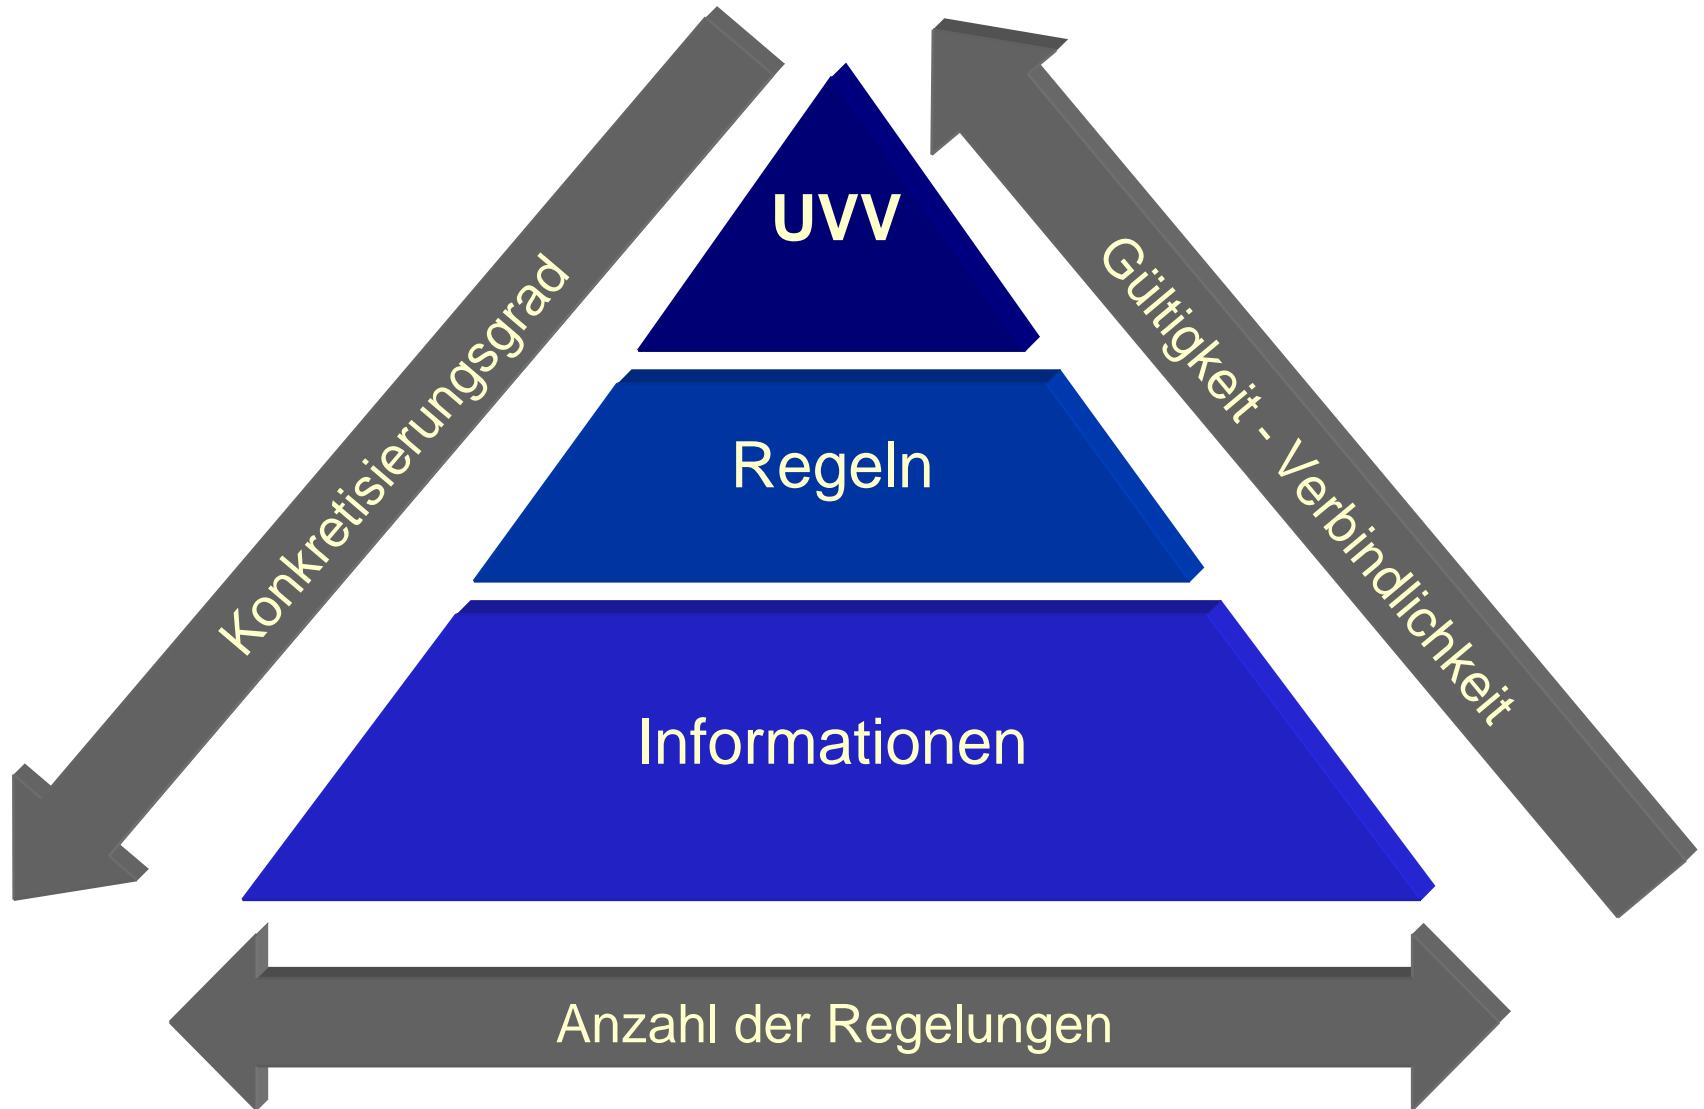 UVV
Konkretisierungsgrad
Gültigkeit - Verbindlichkeit
Regeln
Informationen
Anzahl der Regelungen